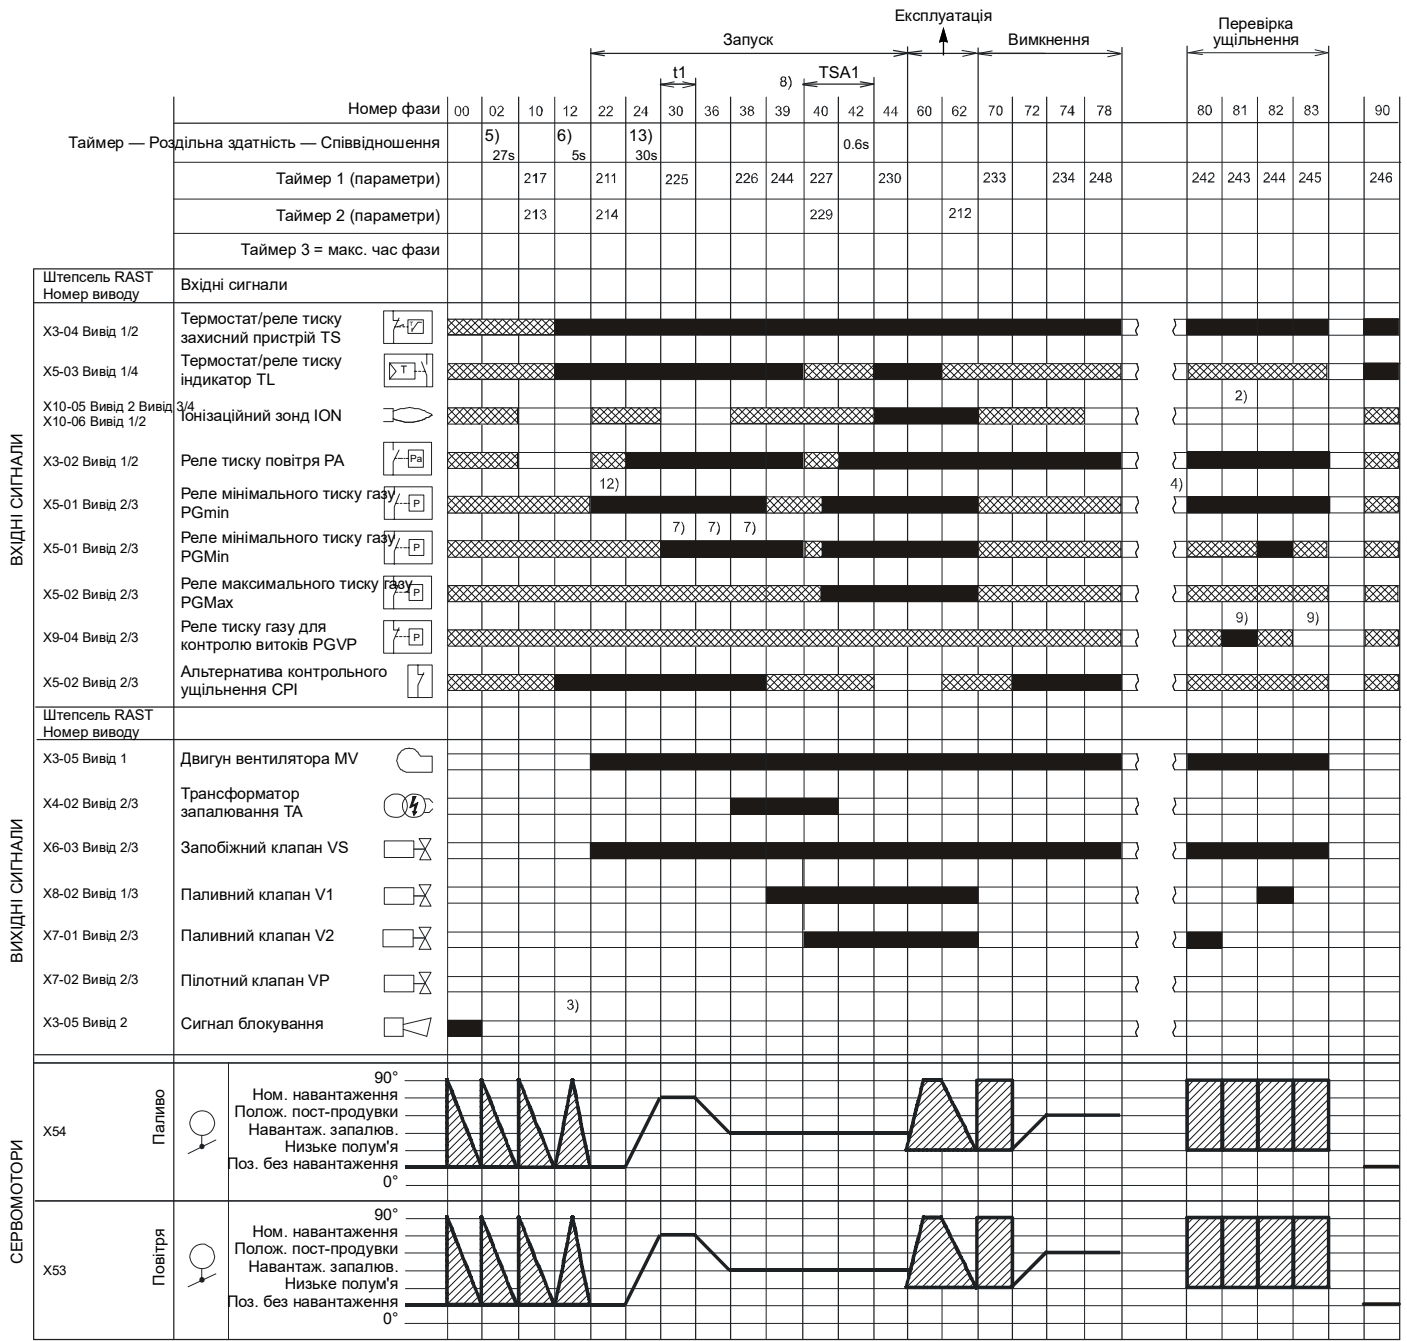 Експлуатація
Запуск
Вимкнення
Перевірка
ущільнення
t1
8)
TSA1
Номер фази 00 02 10 12 22 24 30 36 38 39 40 42 44 60 62 70 72 74 78 80 81 82 83 90
Таймер — Роздільна здатність — Співвідношення 5) 27s 6) 5s 13) 30s 0.6s
Таймер 1 (параметри) 217 211 225 226 244 227 230 233 234 248 242 243 244 245 246
Таймер 2 (параметри) 213 214 229 212
Таймер 3 = макс. час фази
Штепсель RAST
Номер виводу
Вхідні сигнали
ВХІДНІ СИГНАЛИ
X3-04 Вивід 1/2
Термостат/реле тиску
захисний пристрій TS
X5-03 Вивід 1/4
Термостат/реле тиску
індикатор TL
T
2)
X10-05 Вивід 2 Вивід 3/4
X10-06 Вивід 1/2
Іонізаційний зонд ION
X3-02 Вивід 1/2
Реле тиску повітря PA
Pa
12)
4)
X5-01 Вивід 2/3
Реле мінімального тиску газу
PGmin
P
7) 7) 7)
X5-01 Вивід 2/3
Реле мінімального тиску газу
PGMin
P
X5-02 Вивід 2/3
Реле максимального тиску газу
PGMax
P
9) 9)
X9-04 Вивід 2/3
Реле тиску газу для
контролю витоків PGVP
P
X5-02 Вивід 2/3
Альтернатива контрольного
ущільнення CPI
Штепсель RAST
Номер виводу
ВИХІДНІ СИГНАЛИ
X3-05 Вивід 1
Двигун вентилятора MV
X4-02 Вивід 2/3
Трансформатор
запалювання TA
X6-03 Вивід 2/3
Запобіжний клапан VS
X8-02 Вивід 1/3
Паливний клапан V1
X7-01 Вивід 2/3
Паливний клапан V2
X7-02 Вивід 2/3
Пілотний клапан VP
3)
X3-05 Вивід 2
Сигнал блокування
СЕРВОМОТОРИ
X54
Паливо
90°
Ном. навантаження
Полож. пост-продувки
Навантаж. запалюв.
Низьке полум'я
Поз. без навантаження
0°
X53
Повітря
90°
Ном. навантаження
Полож. пост-продувки
Навантаж. запалюв.
Низьке полум'я
Поз. без навантаження
0°